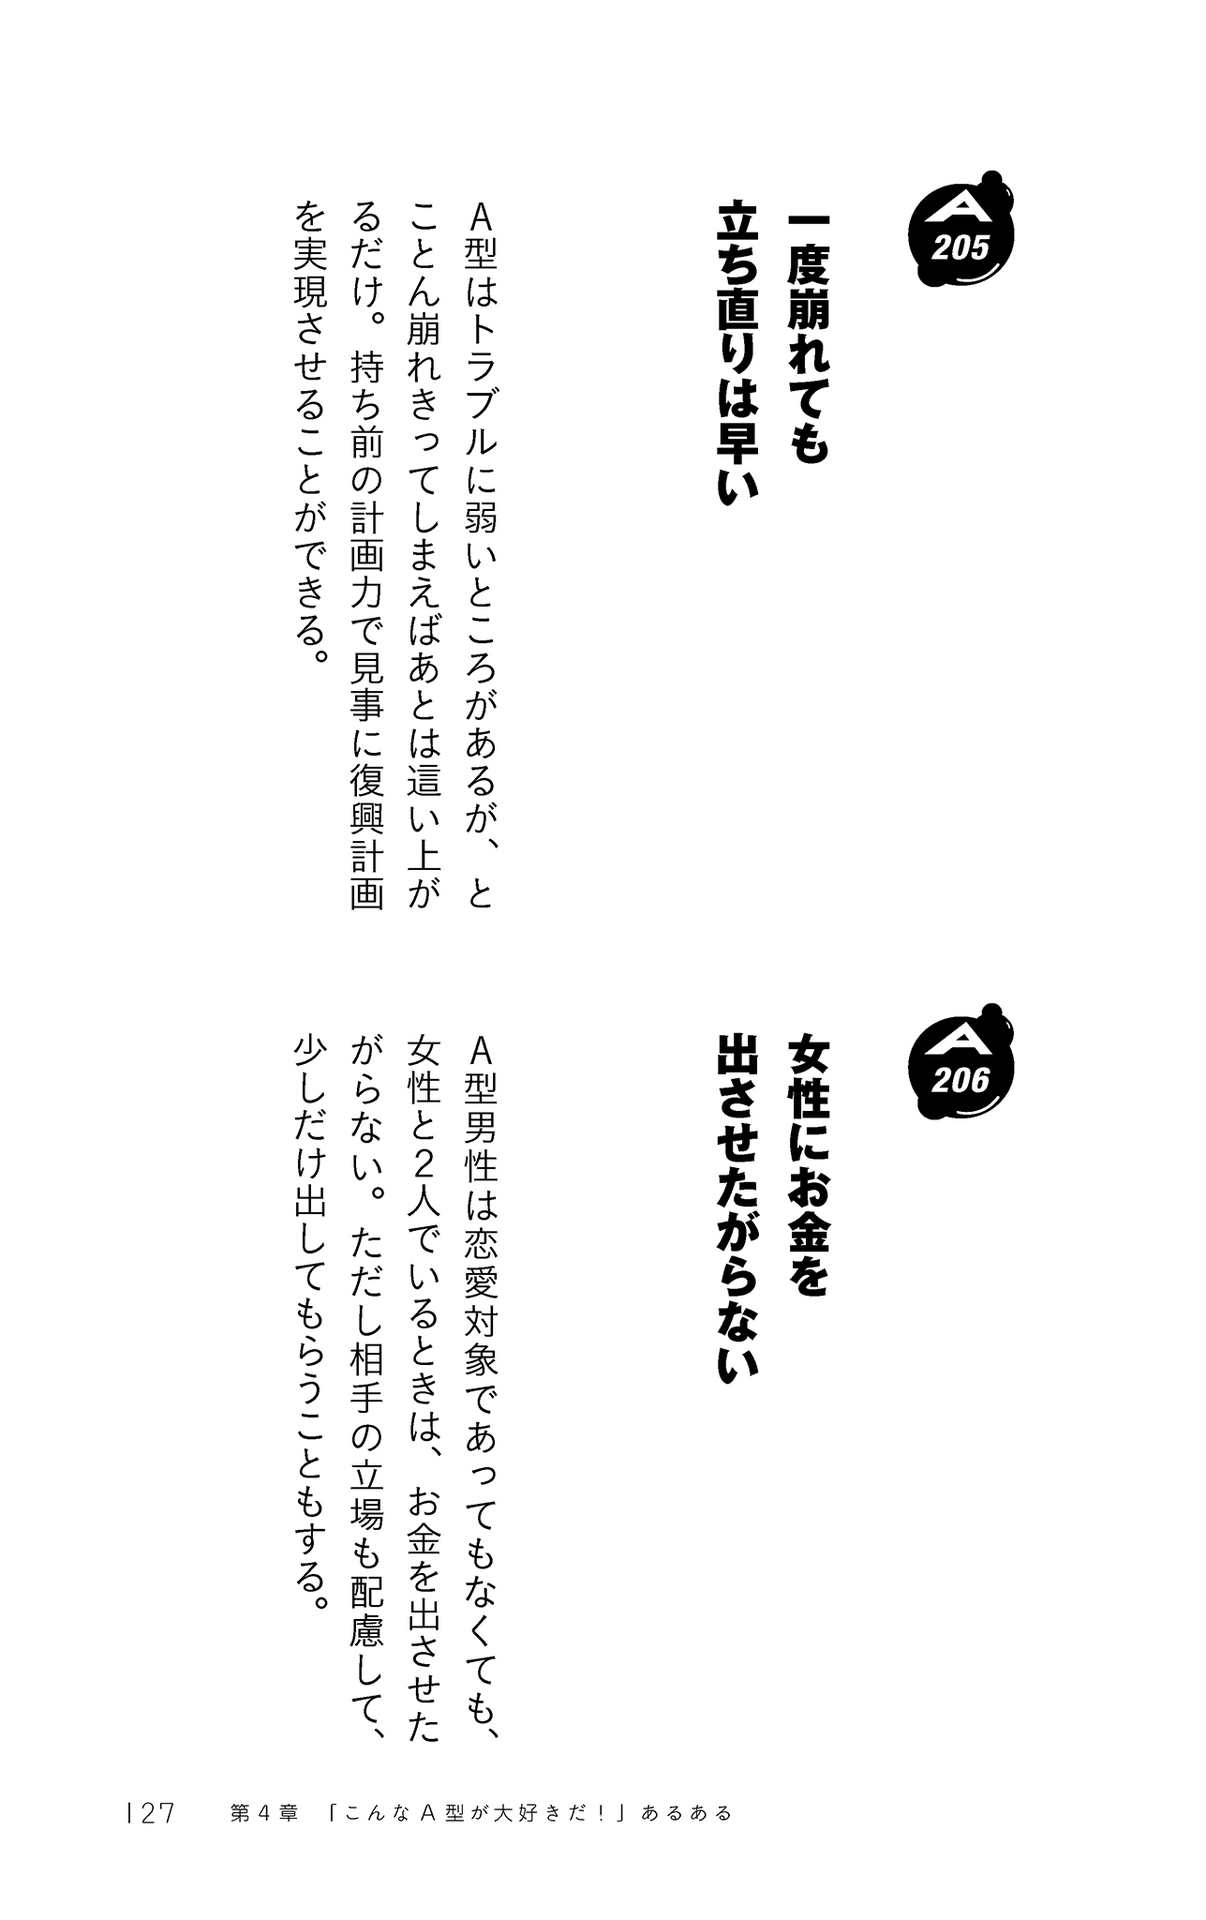 A
205
一度崩れても
立ち直りは早い
A型はトラブルに弱いところがあるが、と
ことん崩れきってしまえばあとは這い上が
るだけ。持ち前の計画力で見事に復興計画
を実現させることができる。
A
206
女性にお金を
出させたがらない
A型男性は恋愛対象であってもなくても、
女性と2人でいるときは、お金を出させた
がらない。ただし相手の立場も配慮して、
少しだけ出してもらうこともする。
127 第4章 「こんなA型が大好きだ！」あるある